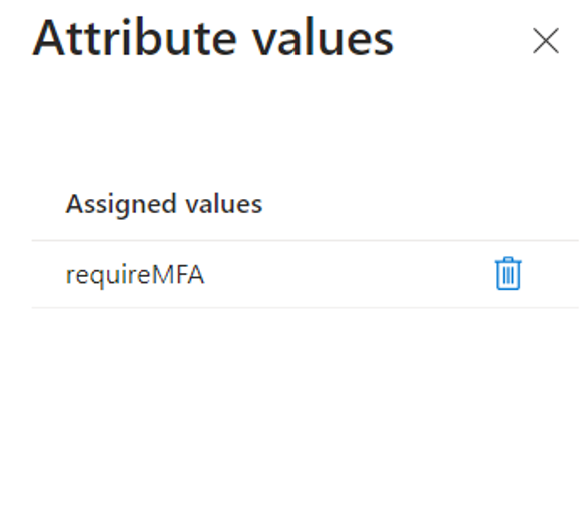 Attribute values
Assigned values
requireMFA